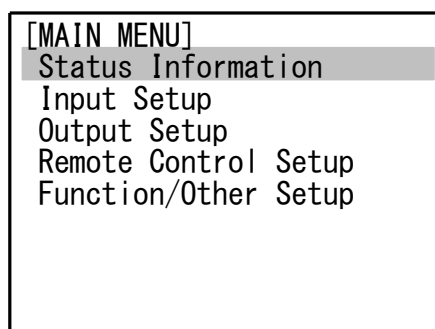 [MAIN MENU]
Status Information
Input Setup
Output Setup
Remote Control Setup
Function/Other Setup